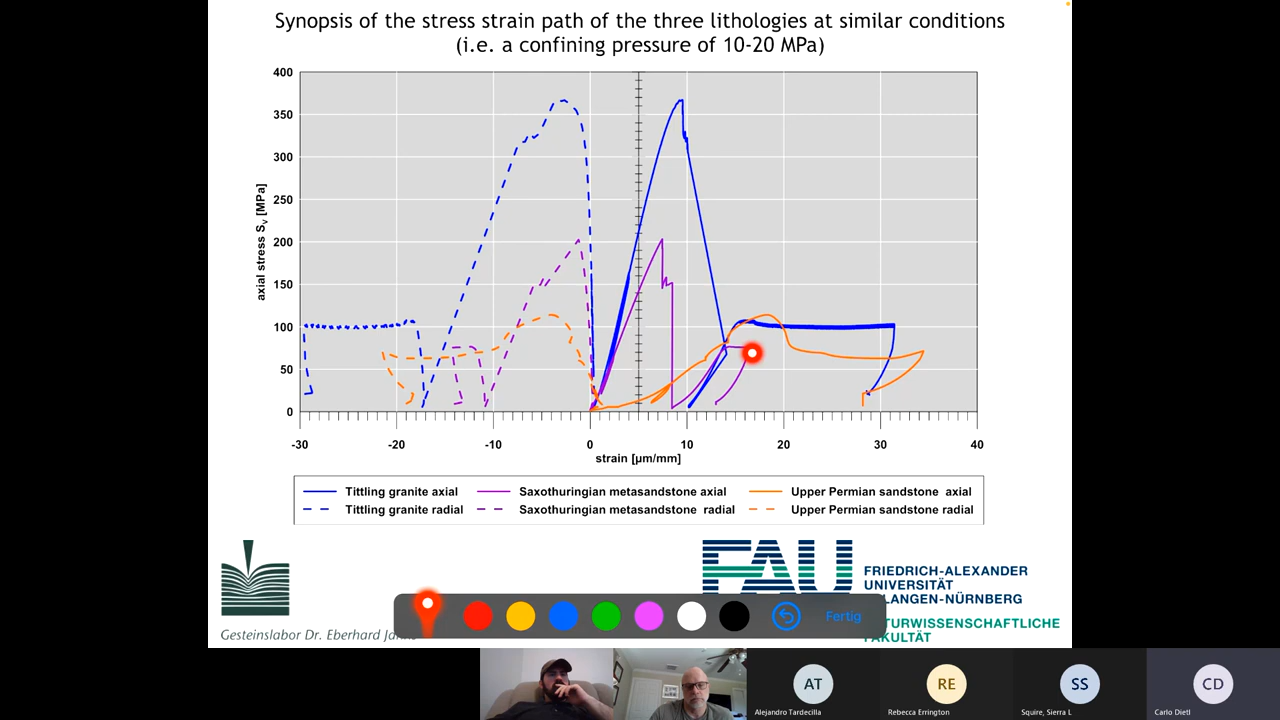 Synopsis of the stress strain path of the three lithologies at similar conditions
(i.e. a confining pressure of 10-20 MPa)
400
350
300
250
200
150
100
50
0
axial stress Sv [MPa]
-30 -20 -10 0 10 20 30 40
strain [µm/mm]
Tittling granite axial Saxothuringian metasandstone axial Upper Permian sandstone axial
Tittling granite radial Saxothuringian metasandstone radial Upper Permian sandstone radial
FAU
FRIEDRICH-ALEXANDER
UNIVERSITÄT
LANGEN-NÜRNBERG
TURWISSENSCHAFTLICHE
FAKULTÄT
Gesteinslabor Dr. Eberhard Jahns
Fertig
AT RE SS CD
Alejandro Tardecilla Rebecca Errington Squire, Sierra L Carlo Dietl